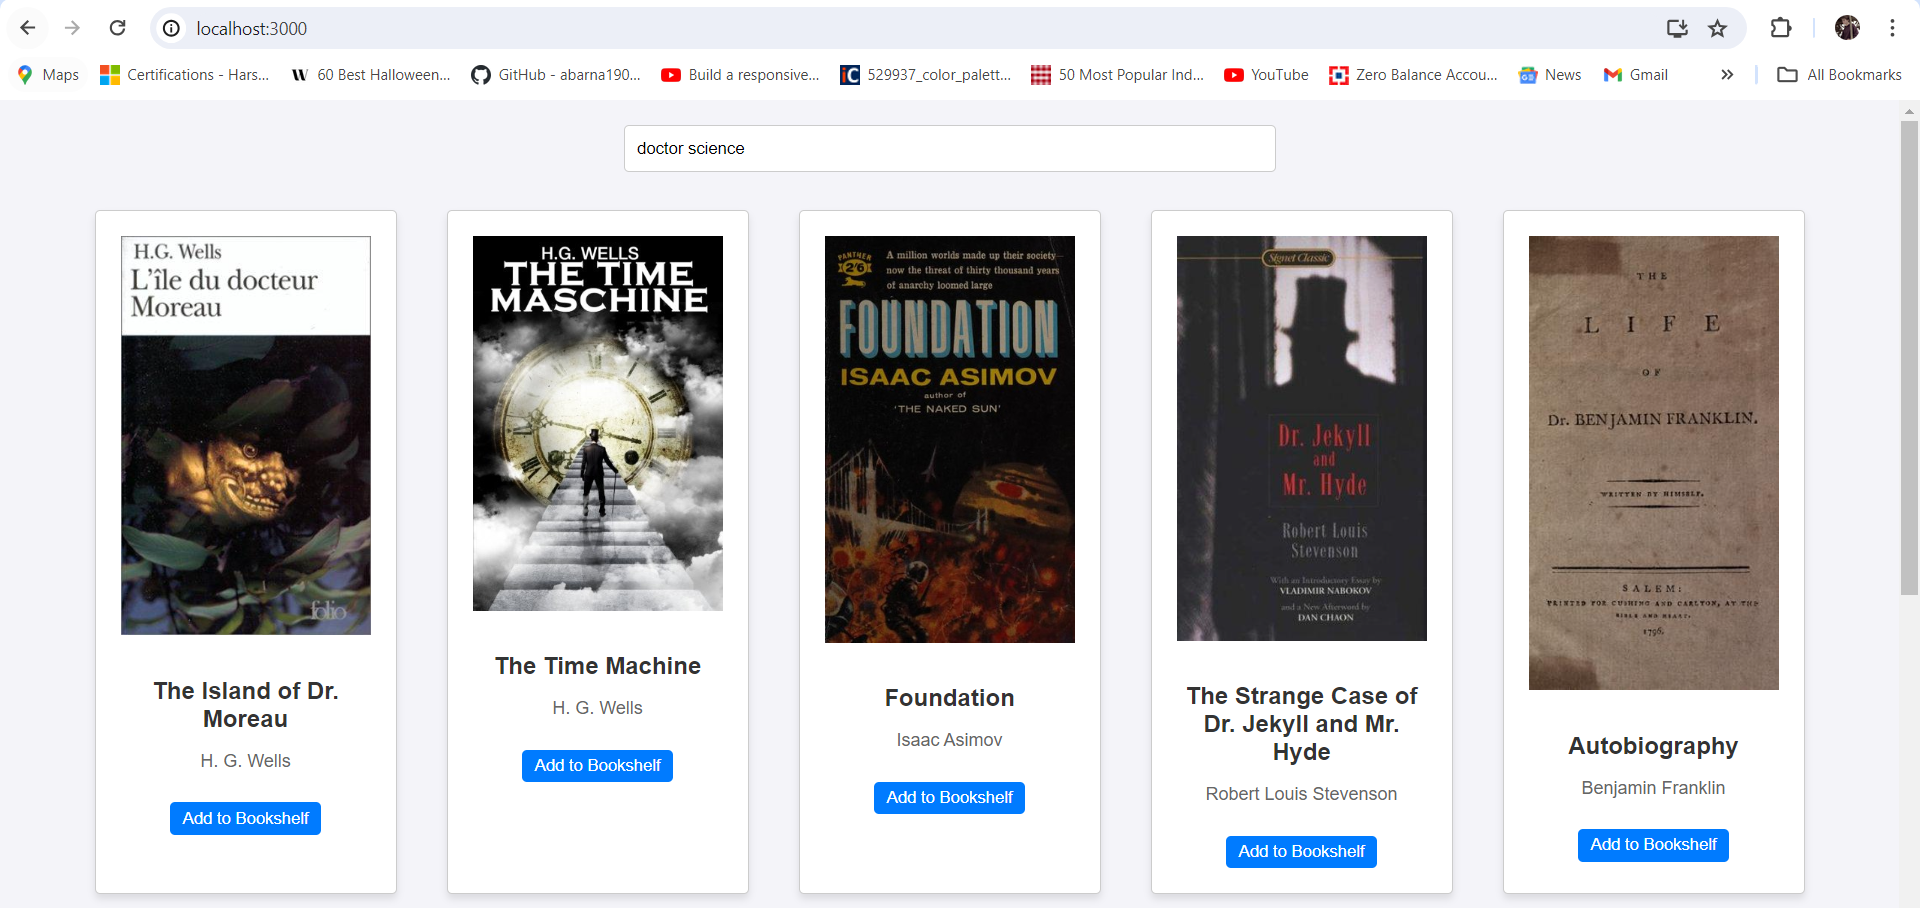 localhost:3000
Maps
Certifications - Hars...
60 Best Halloween...
GitHub - abarna190...
Build a responsive...
529937_color_palett...
50 Most Popular Ind...
YouTube
Zero Balance Accou...
News
Gmail
All Bookmarks
doctor science
H.G. Wells
L'île du docteur
Moreau
folio
The Island of Dr.
Moreau
H. G. Wells
Add to Bookshelf
H.G. WELLS
THE TIME
MASCHINE
The Time Machine
H. G. Wells
Add to Bookshelf
PANTHER
2/6
A million worlds made up their society—
now the threat of thirty thousand years
of anarchy loomed large
FOUNDATION
ISAAC ASIMOV
author of
'THE NAKED SUN'
Foundation
Isaac Asimov
Add to Bookshelf
Signet Classic
Dr. Jekyll
and
Mr. Hyde
Robert Louis
Stevenson
With an Introductory Essay by
VLADIMIR NABOKOV
and a New Afterword by
DAN CHAON
The Strange Case of
Dr. Jekyll and Mr.
Hyde
Robert Louis Stevenson
Add to Bookshelf
THE
LIFE
OF
Dr. BENJAMIN FRANKLIN.
WRITTEN BY HIMSELF.
SALEM:
PRINTED FOR CUSHING AND CARLTON, AT THE
BIBLE AND HEART.
1796.
Autobiography
Benjamin Franklin
Add to Bookshelf